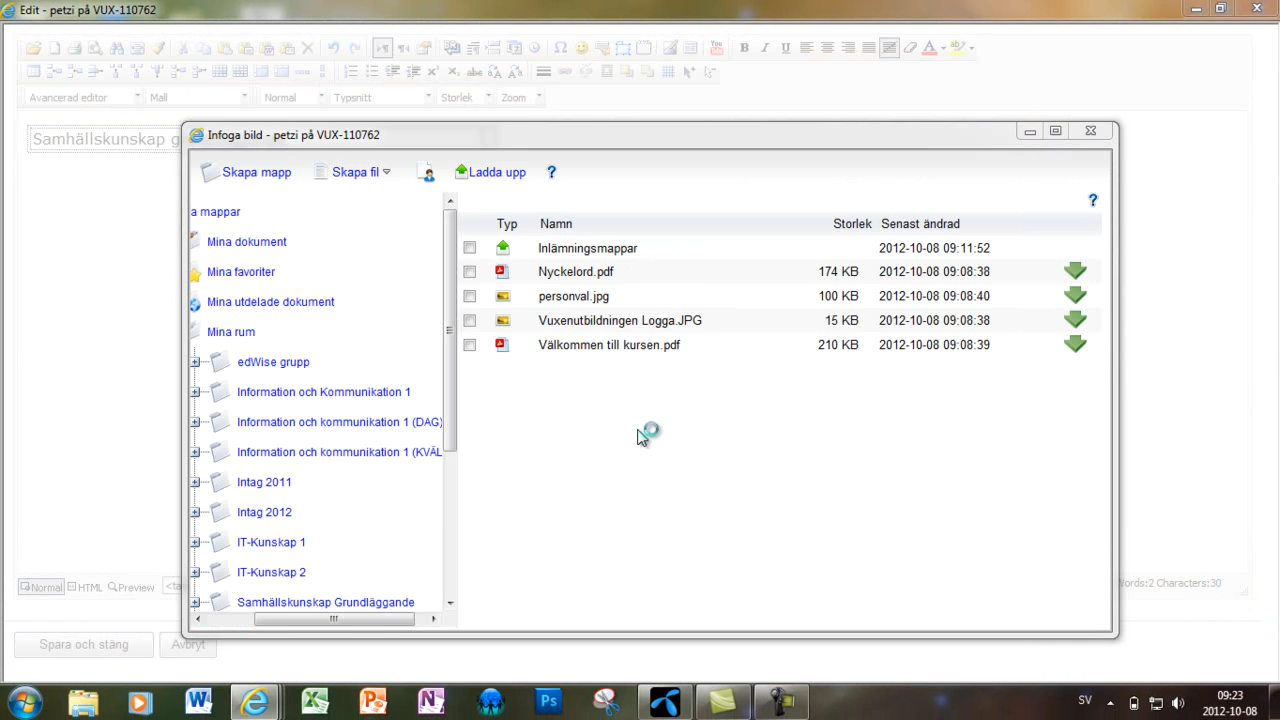 Edit - petzi på VUX-110762
Avancerad editor Mall Normal Typsnitt Storlek Zoom
Samhällskunskap g
Infoga bild - petzi på VUX-110762
Skapa mapp Skapa fil Ladda upp ?
?
a mappar
Mina dokument
Mina favoriter
Mina utdelade dokument
Mina rum
edWise grupp
Information och Kommunikation 1
Information och kommunikation 1 (DAG)
Information och kommunikation 1 (KVÄL
Intag 2011
Intag 2012
IT-Kunskap 1
IT-Kunskap 2
Samhällskunskap Grundläggande
Typ Namn Storlek Senast ändrad
Inlämningsmappar 2012-10-08 09:11:52
Nyckelord.pdf 174 KB 2012-10-08 09:08:38
personval.jpg 100 KB 2012-10-08 09:08:40
Vuxenutbildningen Logga.JPG 15 KB 2012-10-08 09:08:38
Välkommen till kursen.pdf 210 KB 2012-10-08 09:08:39
Normal HTML Preview <ta
Words:2 Characters:30
Spara och stäng Avbryt
SV
09:23
2012-10-08